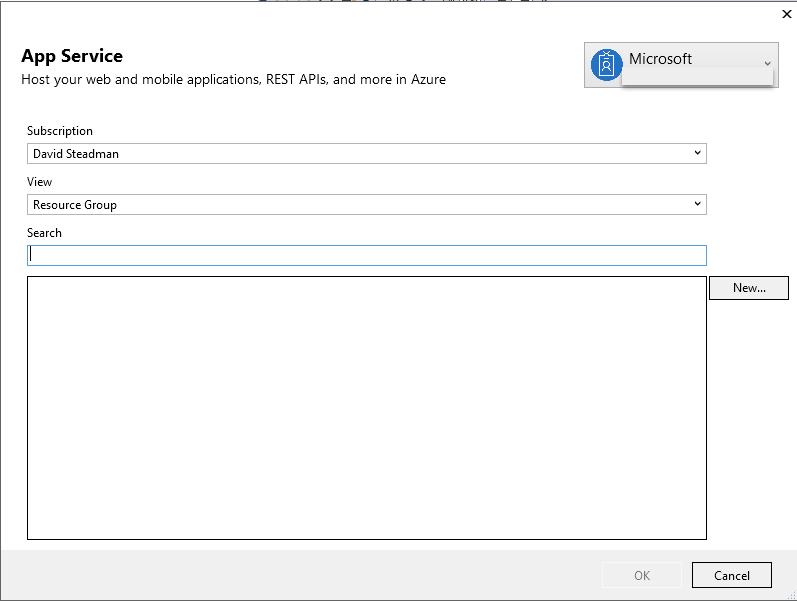 App Service
Host your web and mobile applications, REST APIs, and more in Azure
Microsoft
Subscription
David Steadman
View
Resource Group
Search
New...
OK
Cancel